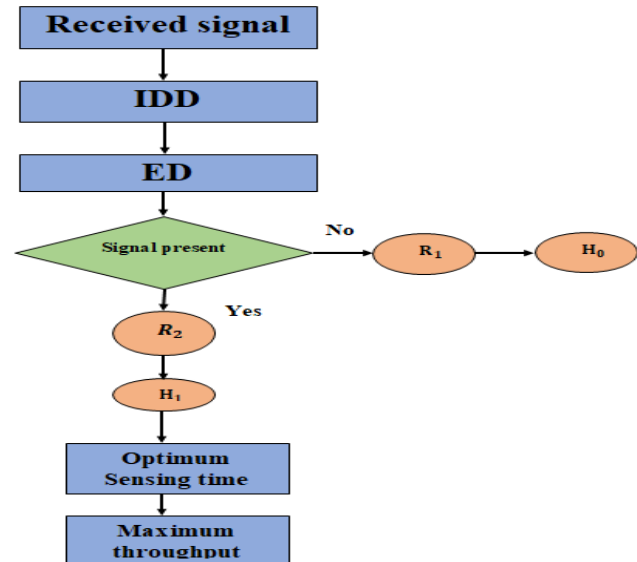 Received signal
IDD
ED
Signal present
No
R₁
H₀
Yes
R₂
H₁
Optimum
Sensing time
Maximum
throughput